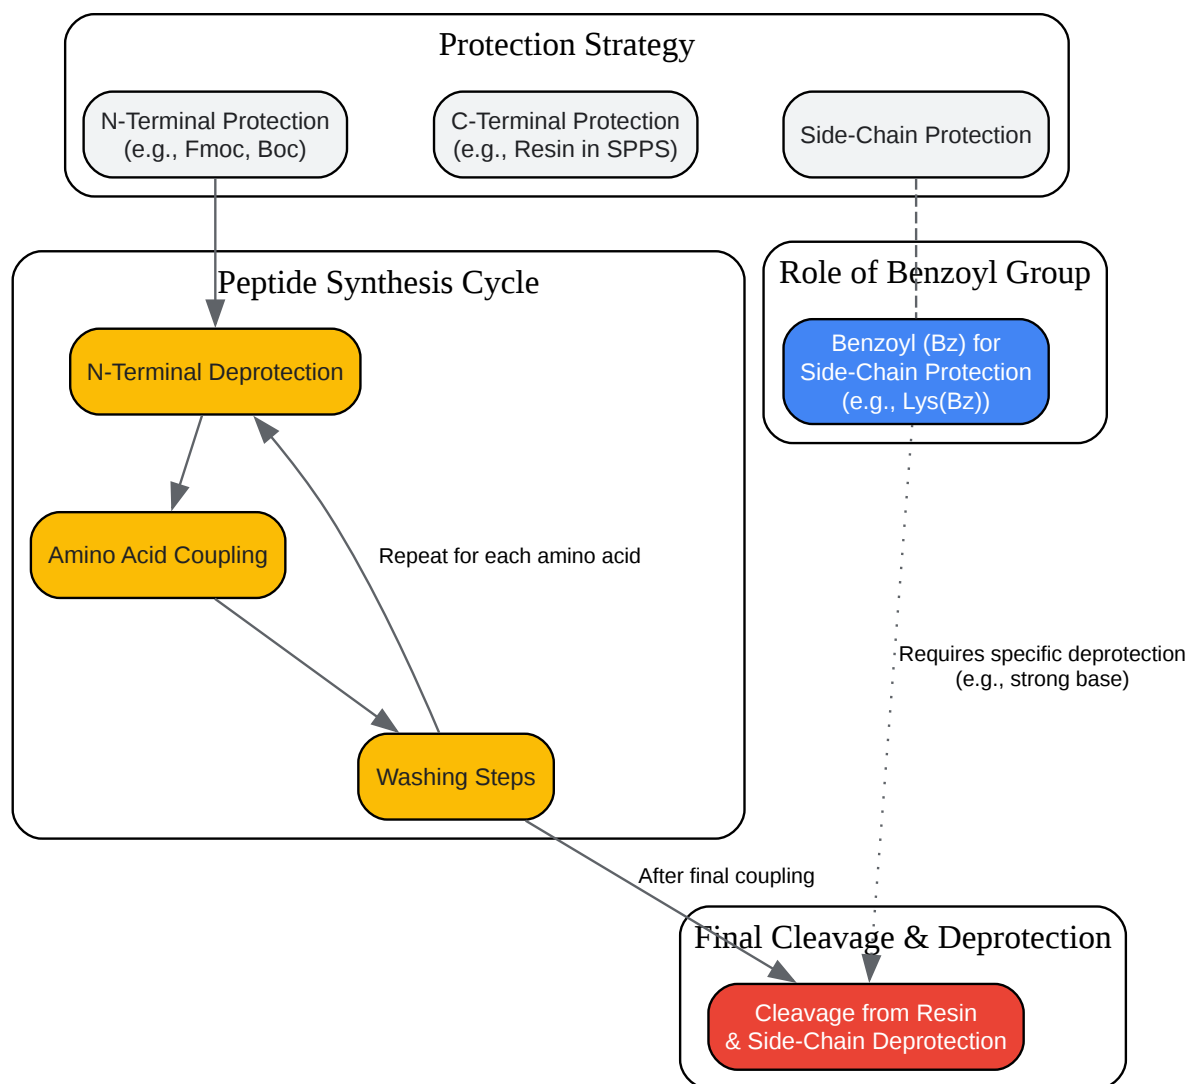 Protection Strategy
N-Terminal Protection
(e.g., Fmoc, Boc)
C-Terminal Protection
(e.g., Resin in SPPS)
Side-Chain Protection
Peptide Synthesis Cycle
Role of Benzoyl Group
N-Terminal Deprotection
Benzoyl (Bz) for
Side-Chain Protection
(e.g., Lys(Bz))
Amino Acid Coupling
Repeat for each amino acid
Requires specific deprotection
(e.g., strong base)
Washing Steps
After final coupling
Final Cleavage & Deprotection
Cleavage from Resin
& Side-Chain Deprotection